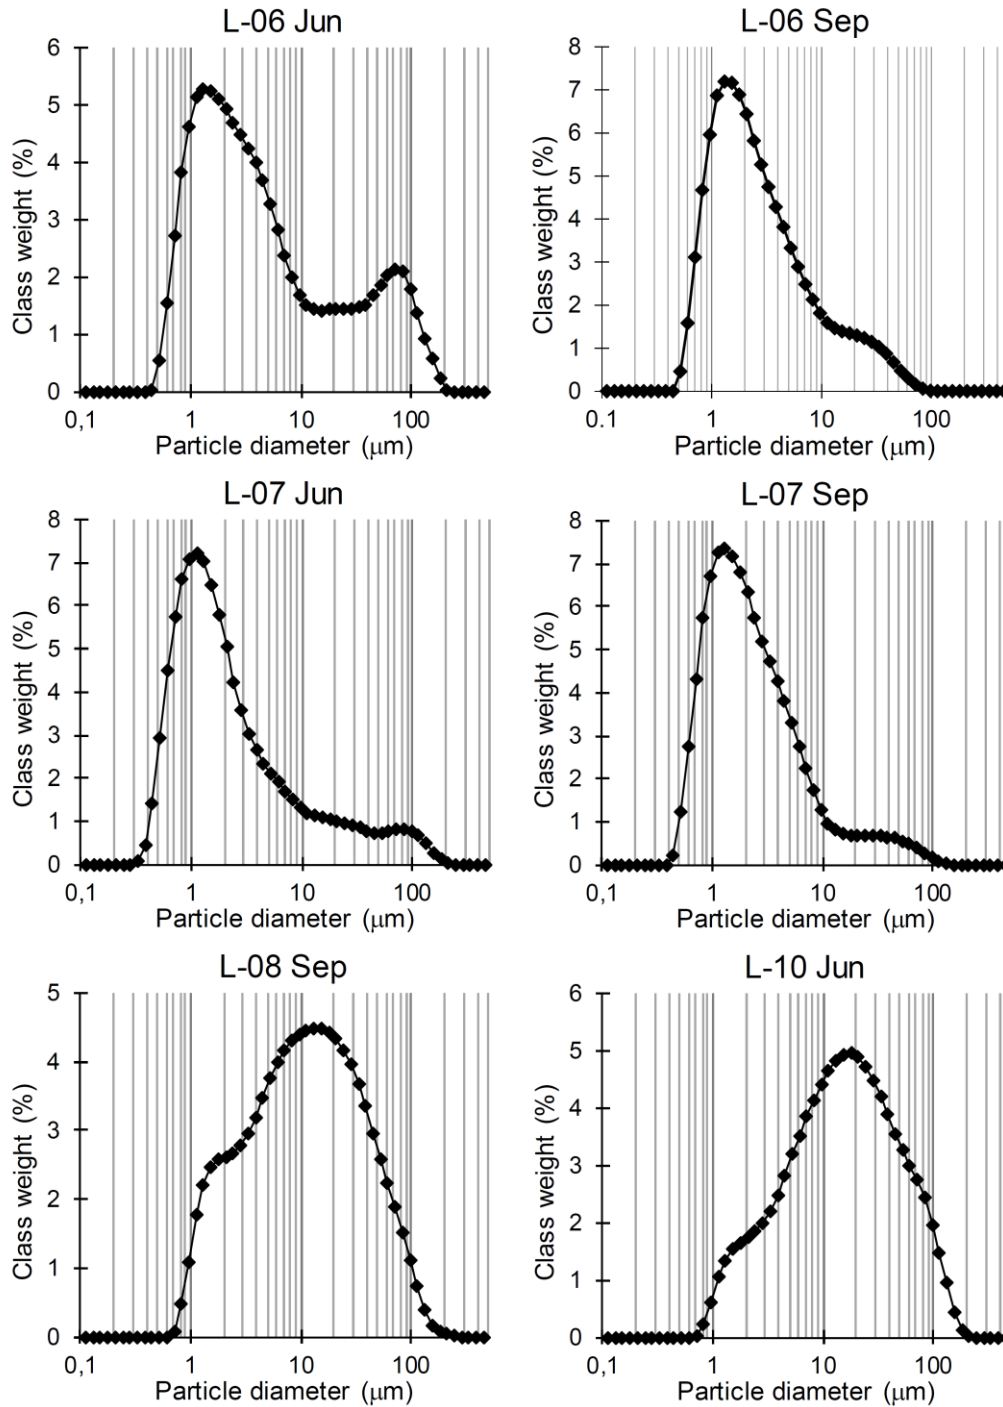 L-06 Jun
6
5
4
3
2
1
0
Class weight (%)
0,1 1 10 100
Particle diameter (μm)
L-06 Sep
8
7
6
5
4
3
2
1
0
Class weight (%)
0,1 1 10 100
Particle diameter (μm)
L-07 Jun
8
7
6
5
4
3
2
1
0
Class weight (%)
0,1 1 10 100
Particle diameter (μm)
L-07 Sep
8
7
6
5
4
3
2
1
0
Class weight (%)
0,1 1 10 100
Particle diameter (μm)
L-08 Sep
5
4
3
2
1
0
Class weight (%)
0,1 1 10 100
Particle diameter (μm)
L-10 Jun
6
5
4
3
2
1
0
Class weight (%)
0,1 1 10 100
Particle diameter (μm)